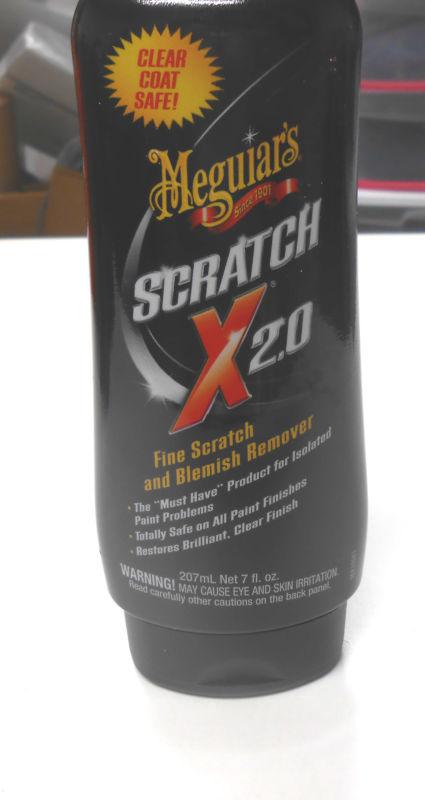 CLEAR
COAT
SAFE!
Meguiar's
Since 1901
SCRATCH
X® 2.0
Fine Scratch
and Blemish Remover
• The "Must Have" Product for Isolated
Paint Problems
• Totally Safe on All Paint Finishes
• Restores Brilliant, Clear Finish
207mL Net 7 fl. oz.
WARNING! MAY CAUSE EYE AND SKIN IRRITATION.
Read carefully other cautions on the back panel.